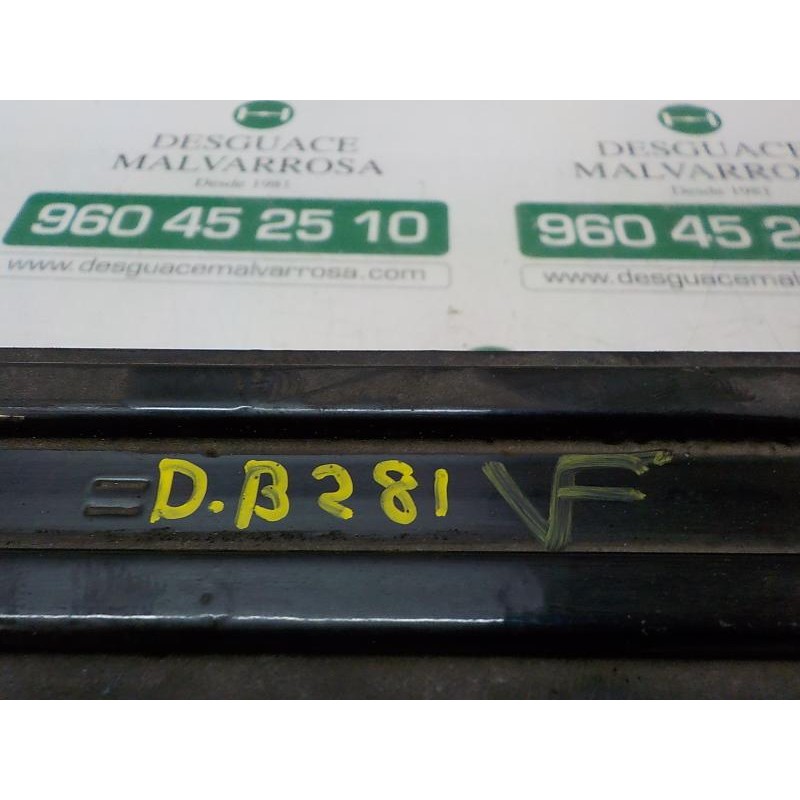 DESGUACE
MALVARROSA
Desde 1981
960 45 25 10
www.desguacemalvarrosa.com
DESGUACE
MALVARROSA
Desde 1981
960 45 2
www.desguacemalv
D.B281 VF